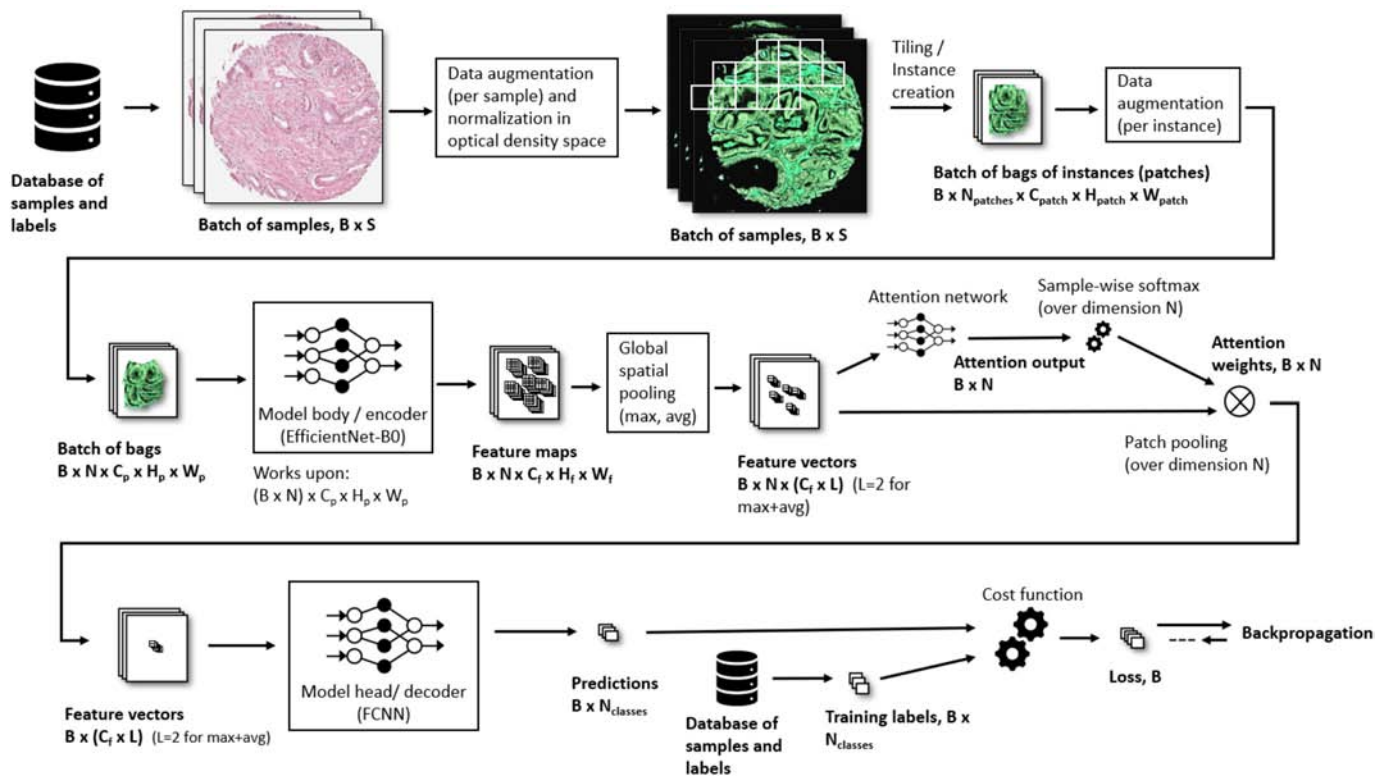 Database of
samples and
labels
Batch of samples, B x S
Data augmentation
(per sample) and
normalization in
optical density space
Batch of samples, B x S
Tiling /
Instance
creation
Batch of bags of instances (patches)
B x Npatches x Cpatch x Hpatch x Wpatch
Data
augmentation
(per instance)
Batch of bags
B x N x Cp x Hp x Wp
Model body / encoder
(EfficientNet-B0)
Works upon:
(B x N) x Cp x Hp x Wp
Feature maps
B x N x Cf x Hf x Wf
Global
spatial
pooling
(max, avg)
Feature vectors
B x N x (Cf x L) (L=2 for
max+avg)
Attention network
Attention output
B x N
Sample-wise softmax
(over dimension N)
Attention
weights, B x N
Patch pooling
(over dimension N)
Feature vectors
B x (Cf x L) (L=2 for max+avg)
Model head/ decoder
(FCNN)
Predictions
B x Nclasses
Database of
samples and
labels
Training labels, B x
Nclasses
Cost function
Loss, B
Backpropagation